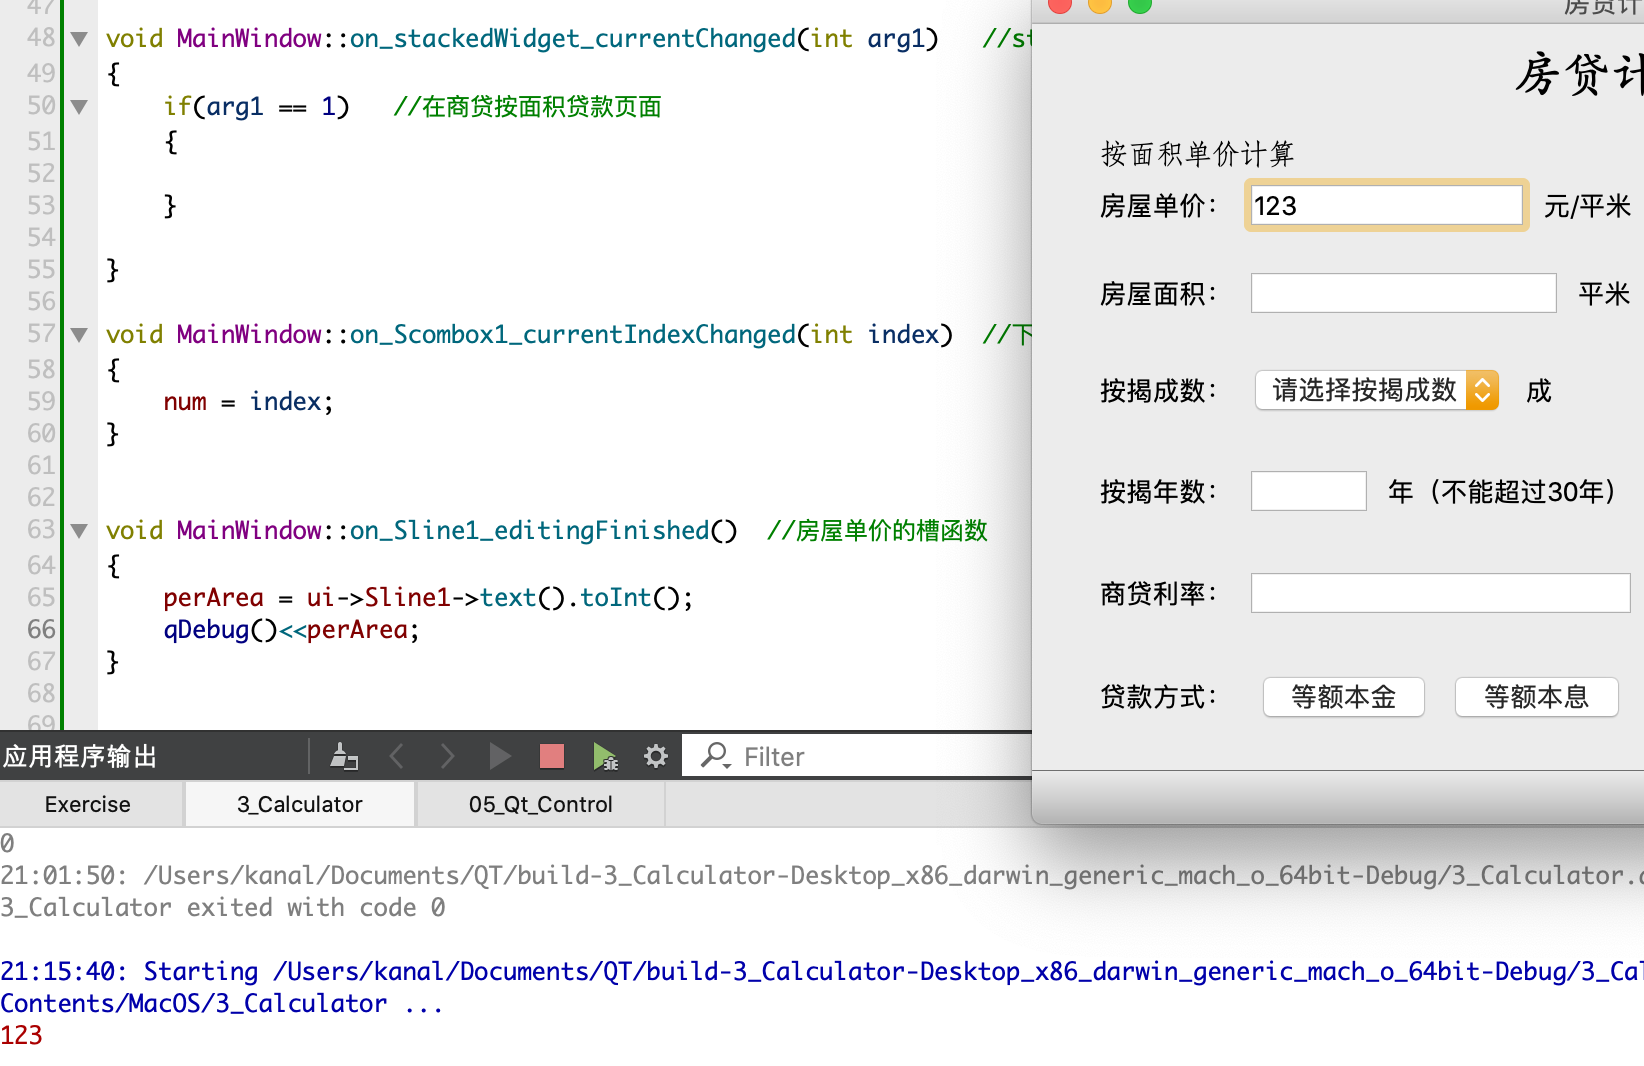 47
48 void MainWindow::on_stackedWidget_currentChanged(int arg1) //st
49 {
50 if(arg1 == 1) //在商贷按面积贷款页面
51 {
52
53 }
54
55 }
56
57 void MainWindow::on_Scombox1_currentIndexChanged(int index) //下
58 {
59 num = index;
60 }
61
62
63 void MainWindow::on_Sline1_editingFinished() //房屋单价的槽函数
64 {
65 perArea = ui->Sline1->text().toInt();
66 qDebug()<<perArea;
67 }
68
69
房贷计
房贷计
按面积单价计算
房屋单价： 123 元/平米
房屋面积： 平米
按揭成数： 请选择按揭成数 成
按揭年数： 年（不能超过30年）
商贷利率：
贷款方式： 等额本金 等额本息
应用程序输出 Filter
Exercise 3_Calculator 05_Qt_Control
0
21:01:50: /Users/kanal/Documents/QT/build-3_Calculator-Desktop_x86_darwin_generic_mach_o_64bit-Debug/3_Calculator.
3_Calculator exited with code 0
21:15:40: Starting /Users/kanal/Documents/QT/build-3_Calculator-Desktop_x86_darwin_generic_mach_o_64bit-Debug/3_Cal
Contents/MacOS/3_Calculator ...
123